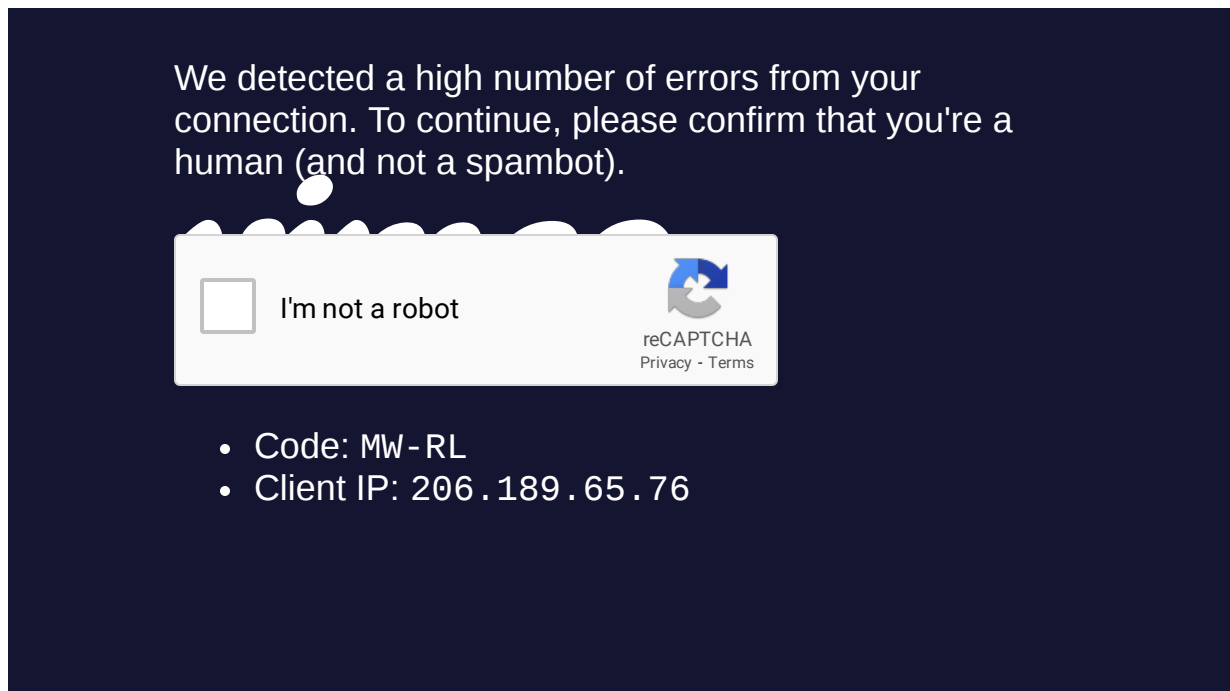 We detected a high number of errors from your
connection. To continue, please confirm that you're a
human (and not a spambot).
I'm not a robot
reCAPTCHA
Privacy - Terms
Code: MW-RL
Client IP: 206.189.65.76